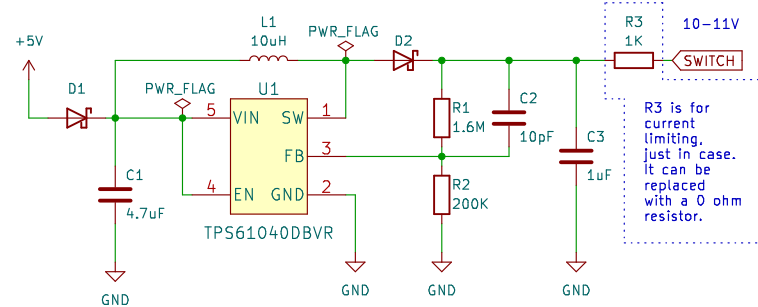 L1
10uH
PWR_FLAG
D2
R3
1K
10-11V
SWITCH
+5V
D1
PWR_FLAG
U1
5
VIN
SW
1
FB
3
4
EN
GND
2
TPS61040DBVR
R1
1.6M
C2
10pF
C3
1uF
R2
200K
C1
4.7uF
R3 is for
current
limiting,
just in case.
It can be
replaced
with a 0 ohm
resistor.
GND
GND
GND
GND